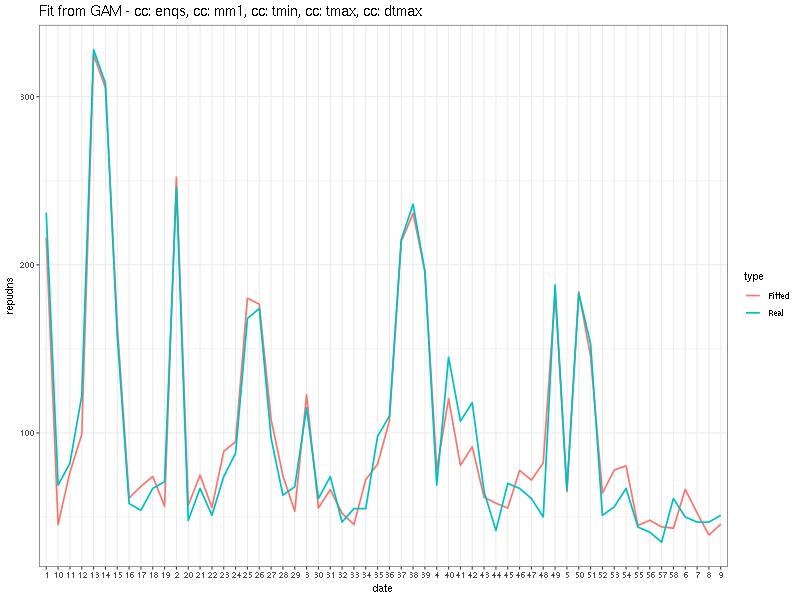 Fit from GAM - cc: enqs, cc: mm1, cc: tmin, cc: tmax, cc: dtmax
300
200
100
repudns
1 10 11 12 13 14 15 16 17 18 19 2 20 21 22 23 24 25 26 27 28 29 3 30 31 32 33 34 35 36 37 38 39 4 40 41 42 43 44 45 46 47 48 49 5 50 51 52 53 54 55 56 57 58 6 7 8 9
date
type
Fitted
Real